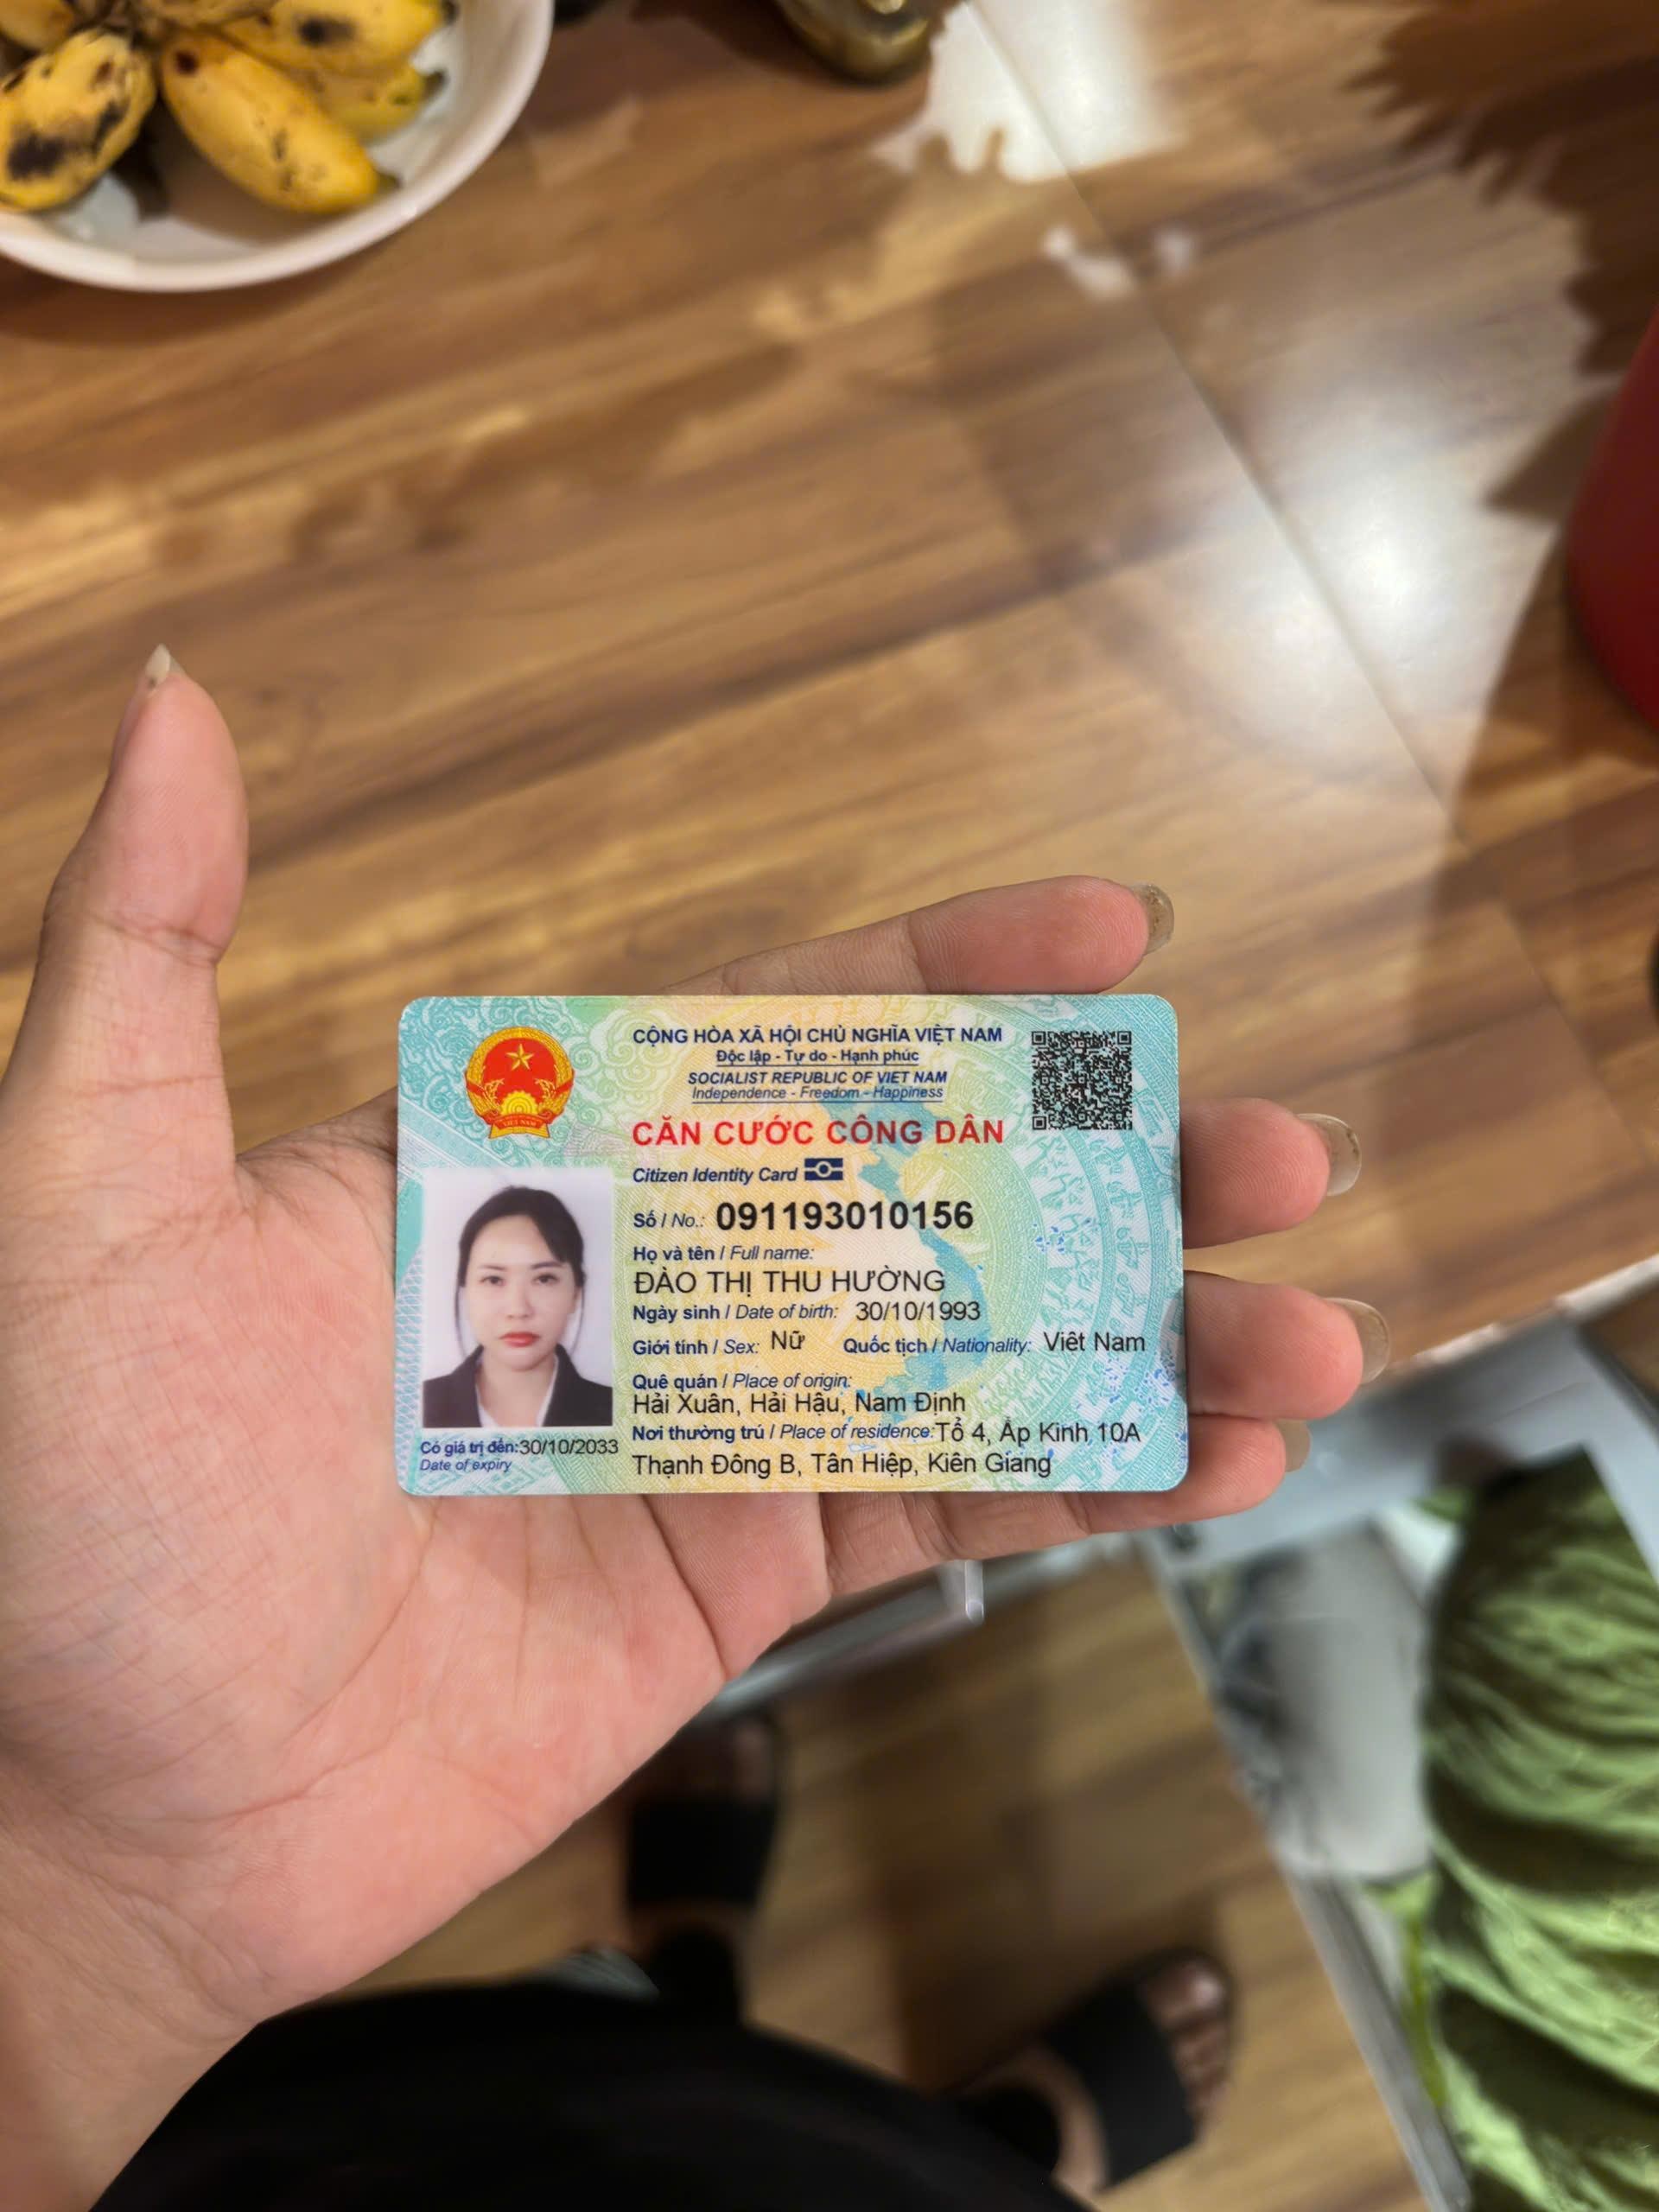 CỘNG HÒA XÃ HỘI CHỦ NGHĨA VIỆT NAM
Độc lập - Tự do - Hạnh phúc
SOCIALIST REPUBLIC OF VIET NAM
Independence - Freedom - Happiness
CĂN CƯỚC CÔNG DÂN
Citizen Identity Card
Số / No.: 091193010156
Họ và tên / Full name:
ĐÀO THỊ THU HƯỜNG
Ngày sinh / Date of birth: 30/10/1993
Giới tính / Sex: Nữ Quốc tịch / Nationality: Việt Nam
Quê quán / Place of origin:
Hải Xuân, Hải Hậu, Nam Định
Nơi thường trú / Place of residence: Tổ 4, Ấp Kinh 10A
Thạnh Đông B, Tân Hiệp, Kiên Giang
Có giá trị đến: 30/10/2033
Date of expiry
VIỆT NAM